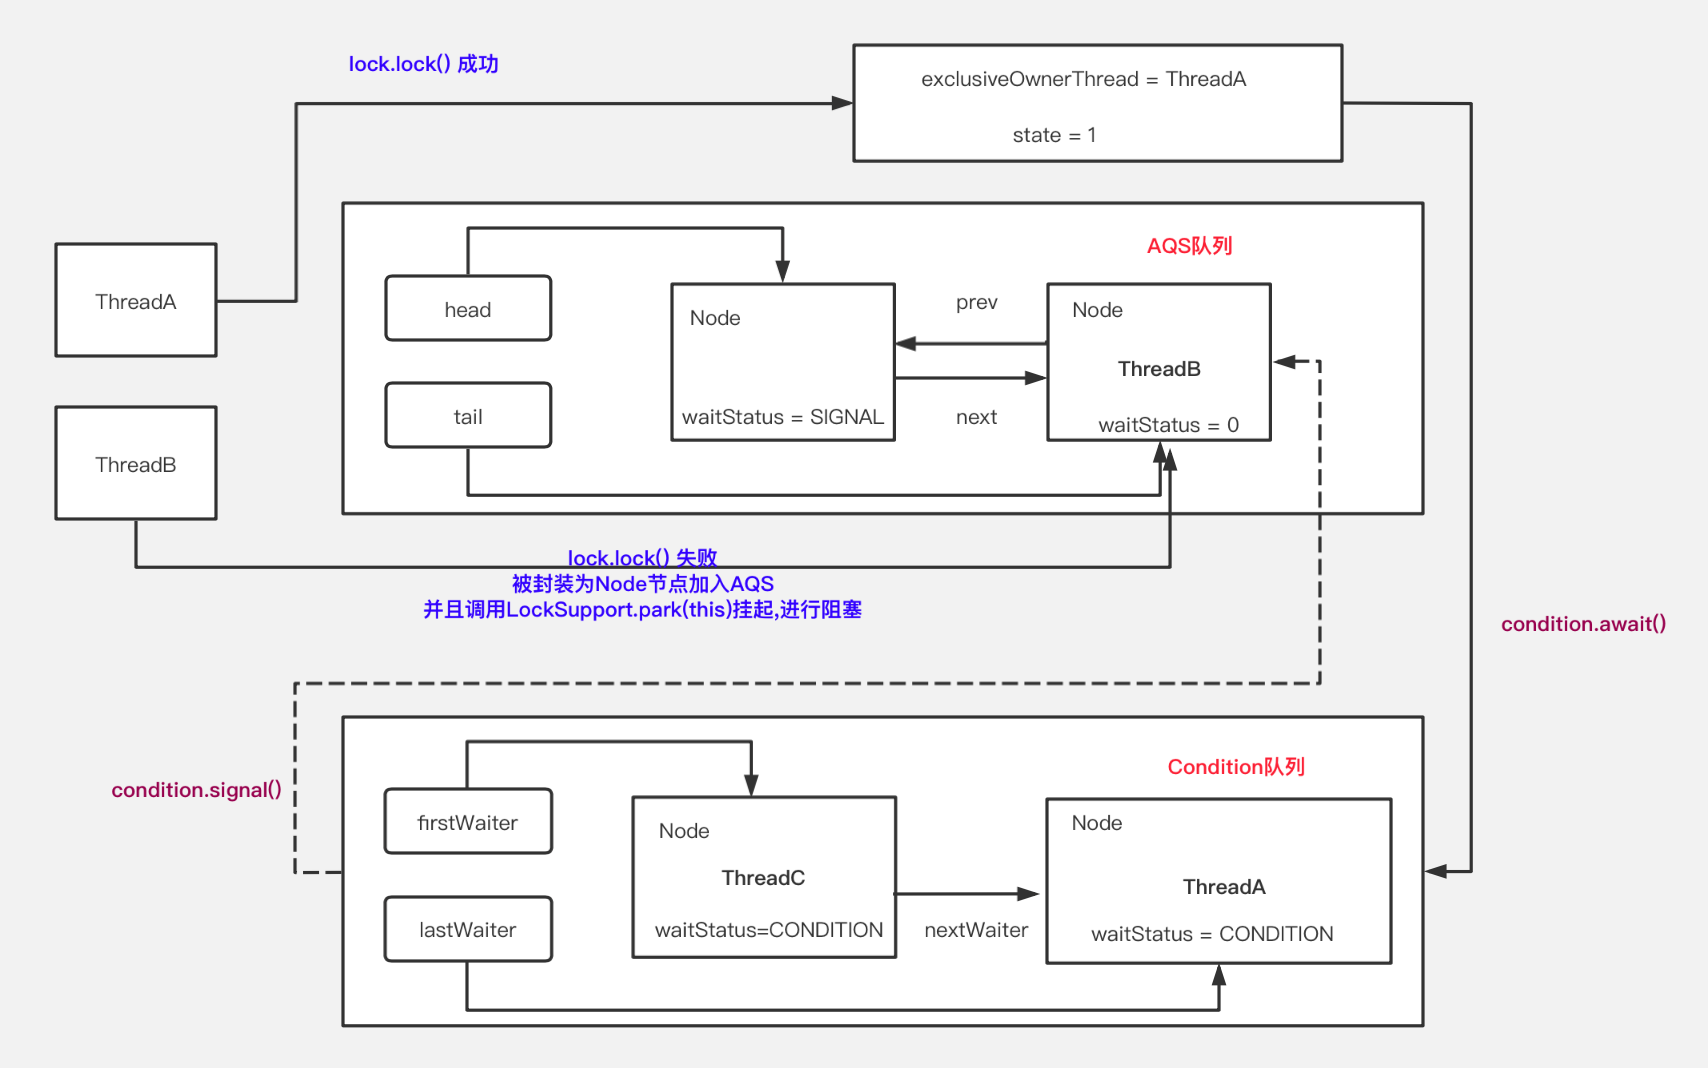 lock.lock() 成功
exclusiveOwnerThread = ThreadA
state = 1
AQS队列
ThreadA
head
Node
prev
Node
ThreadB
tail
waitStatus = SIGNAL
next
waitStatus = 0
ThreadB
lock.lock() 失败
被封装为Node节点加入AQS
并且调用LockSupport.park(this)挂起,进行阻塞
condition.await()
condition.signal()
Condition队列
firstWaiter
Node
Node
ThreadC
ThreadA
lastWaiter
waitStatus=CONDITION
nextWaiter
waitStatus = CONDITION